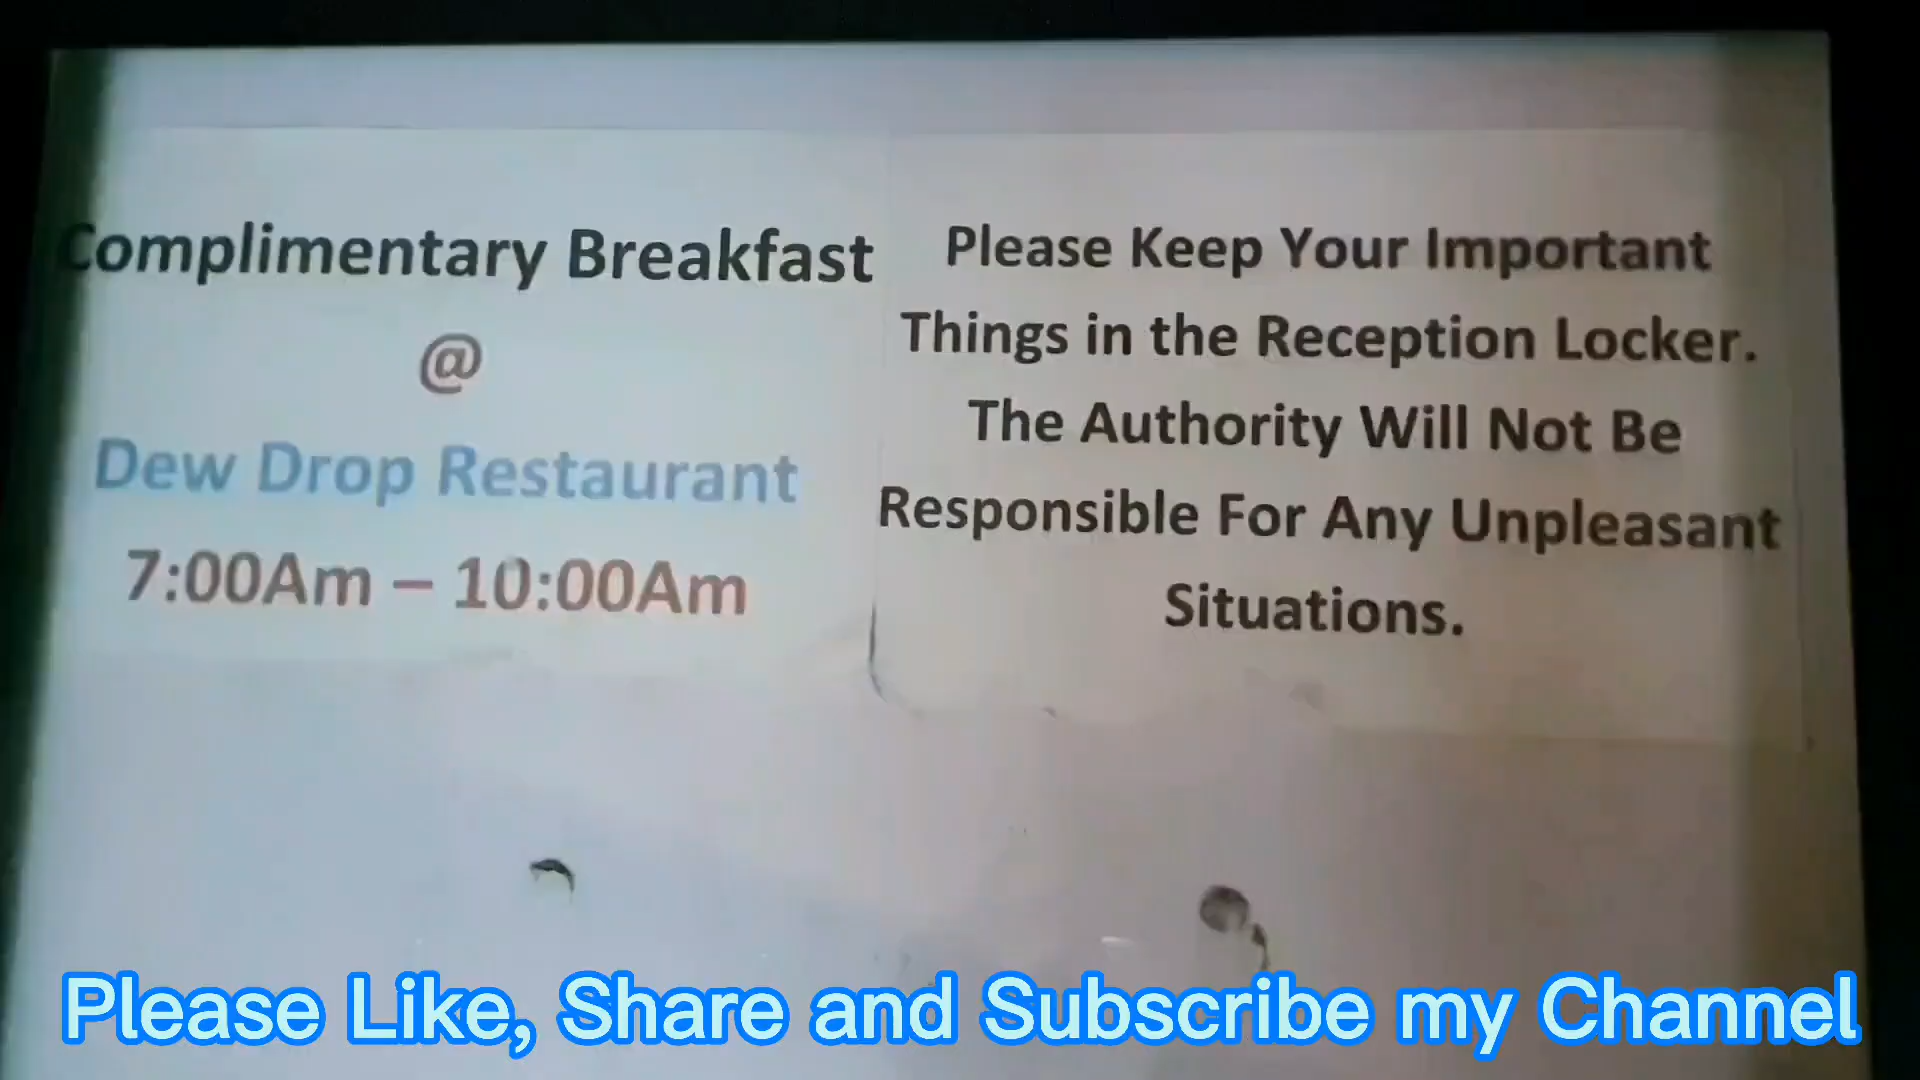 Complimentary Breakfast
@
Dew Drop Restaurant
7:00Am – 10:00Am
Please Keep Your Important
Things in the Reception Locker.
The Authority Will Not Be
Responsible For Any Unpleasant
Situations.
Please Like, Share and Subscribe my Channel